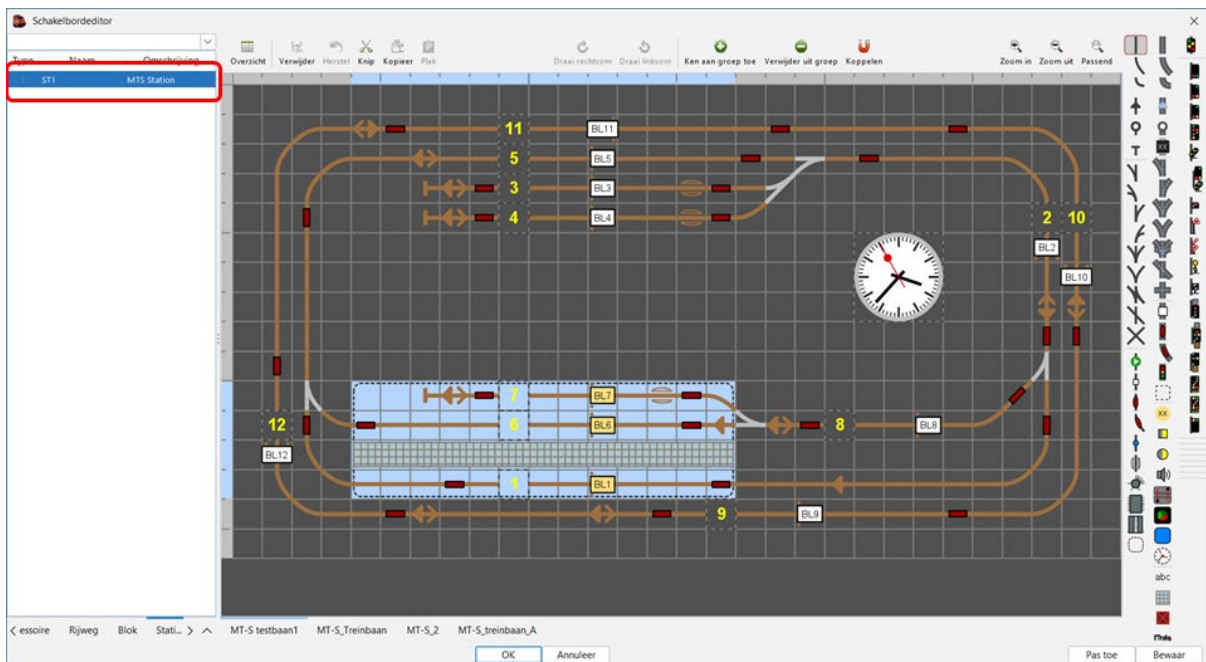 Schakelbordeditor
Type Naam Omschrijving
ST1 MTS Station
Overzicht Verwijder Herstel Knip Kopieer Plak Draai rechtsom Draai linksom Ken aan groep toe Verwijder uit groep Koppelen Zoom in Zoom uit Passend
11 BL11
5 BL5
3 BL3
4 BL4
2 10
BL2
BL10
7 BL7
12 6 BL6 8 BL8
BL12
1 BL1
9 BL9
T
XX
XX
abc
essoire Rijweg Blok Stati... MT-S testbaan1 MT-S_Treinbaan MT-S_2 MT-S_treinbaan_A
OK Annuleer Pas toe Bewaar